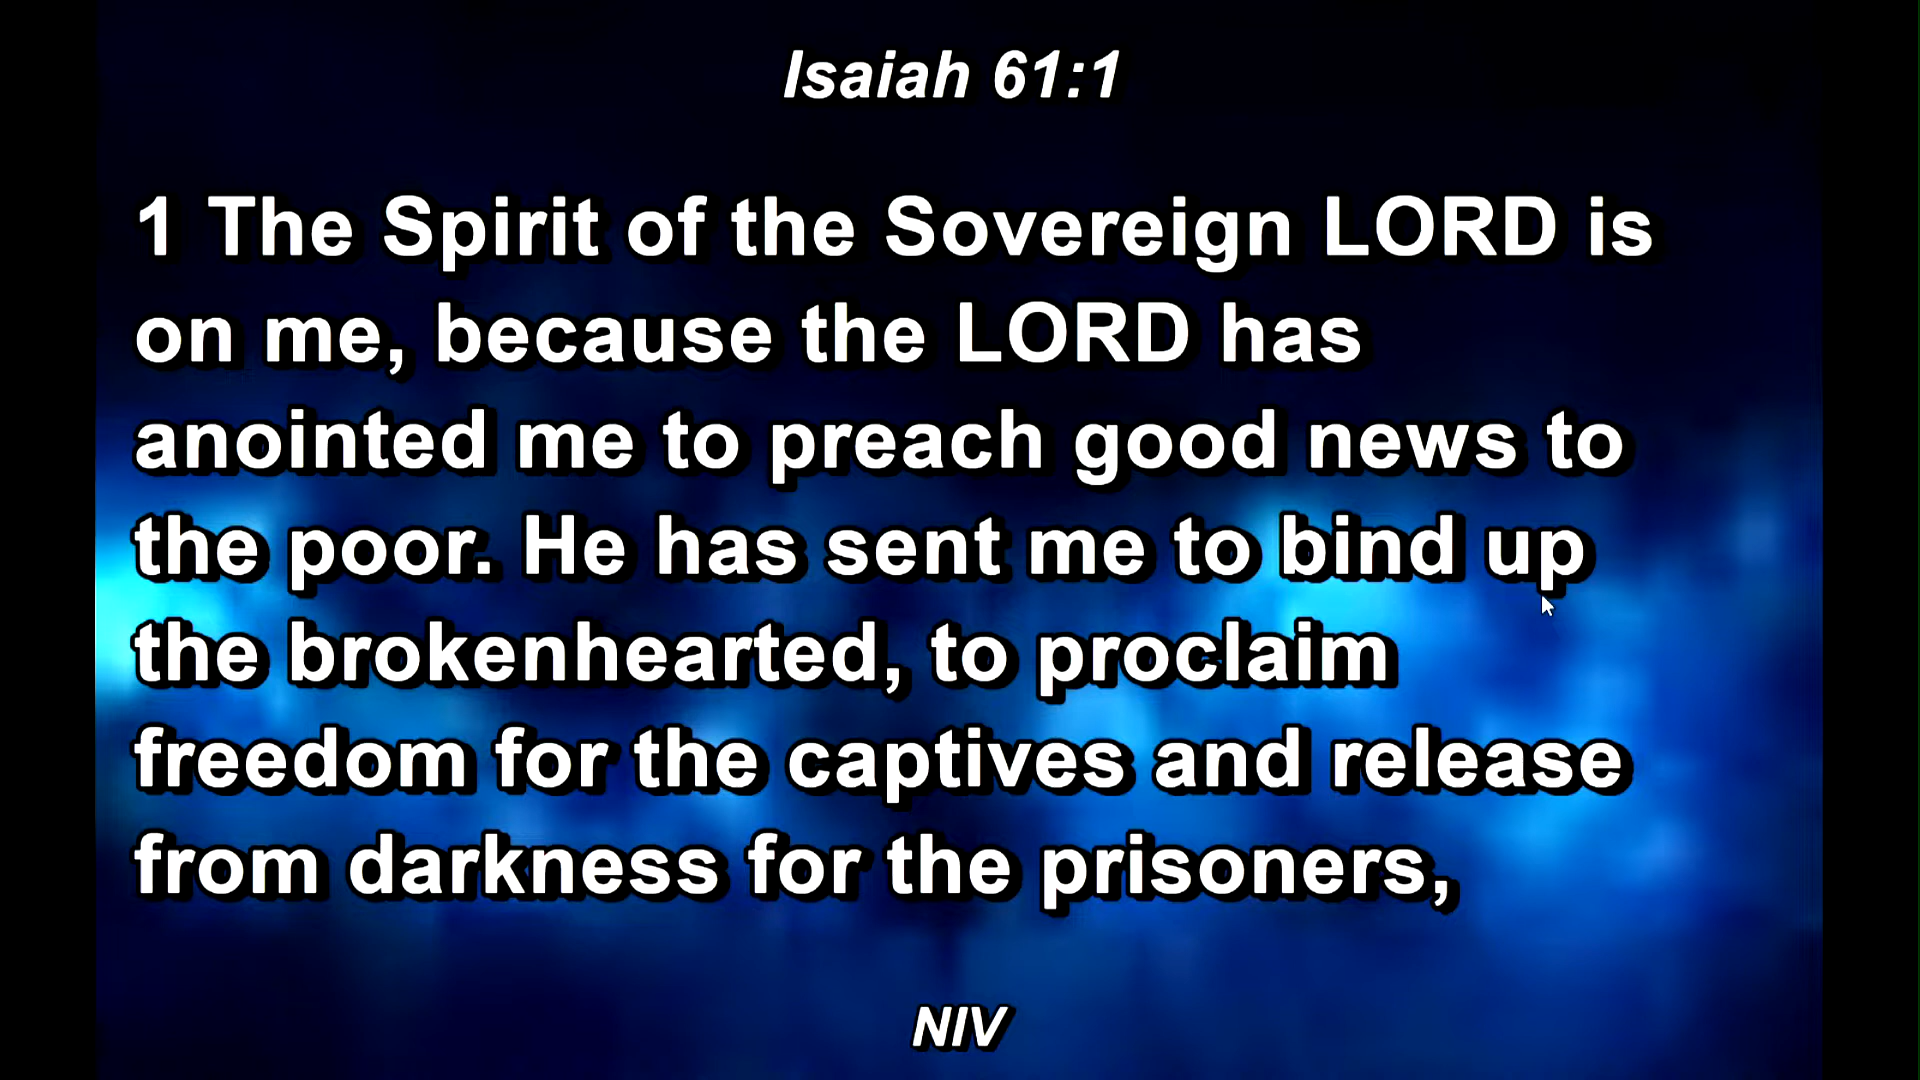 Isaiah 61:1
1 The Spirit of the Sovereign LORD is
on me, because the LORD has
anointed me to preach good news to
the poor. He has sent me to bind up
the brokenhearted, to proclaim
freedom for the captives and release
from darkness for the prisoners,
NIV